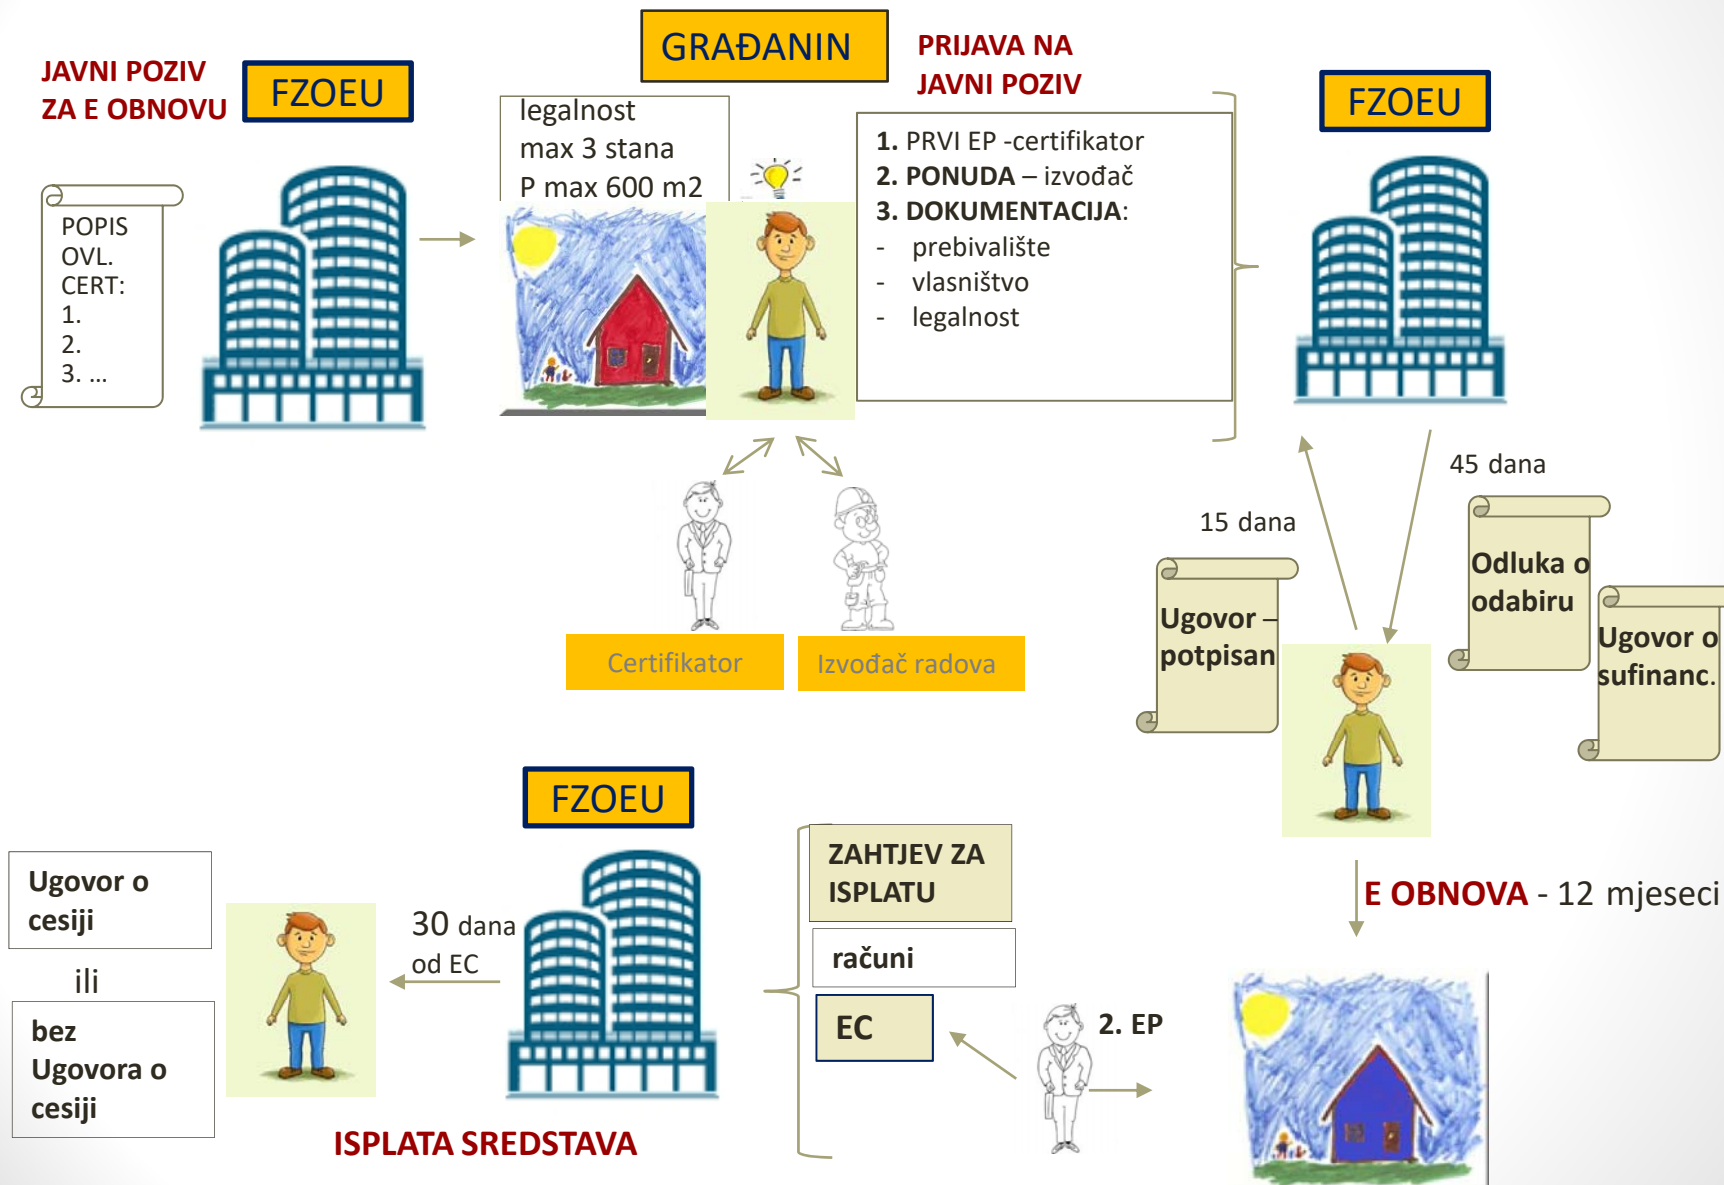 JAVNI POZIV
ZA E OBNOVU
FZOEU
POPIS
OVL.
CERT:
1.
2.
3. ...
GRAĐANIN
legalnost
max 3 stana
P max 600 m2
PRIJAVA NA
JAVNI POZIV
1. PRVI EP -certifikator
2. PONUDA – izvođač
3. DOKUMENTACIJA:
- prebivalište
- vlasništvo
- legalnost
FZOEU
Certifikator
Izvođač radova
45 dana
15 dana
Odluka o
odabiru
Ugovor o
sufinanc.
Ugovor –
potpisan
E OBNOVA - 12 mjeseci
2. EP
ZAHTJEV ZA
ISPLATU
računi
EC
FZOEU
30 dana
od EC
Ugovor o
cesiji
ili
bez
Ugovora o
cesiji
ISPLATA SREDSTAVA